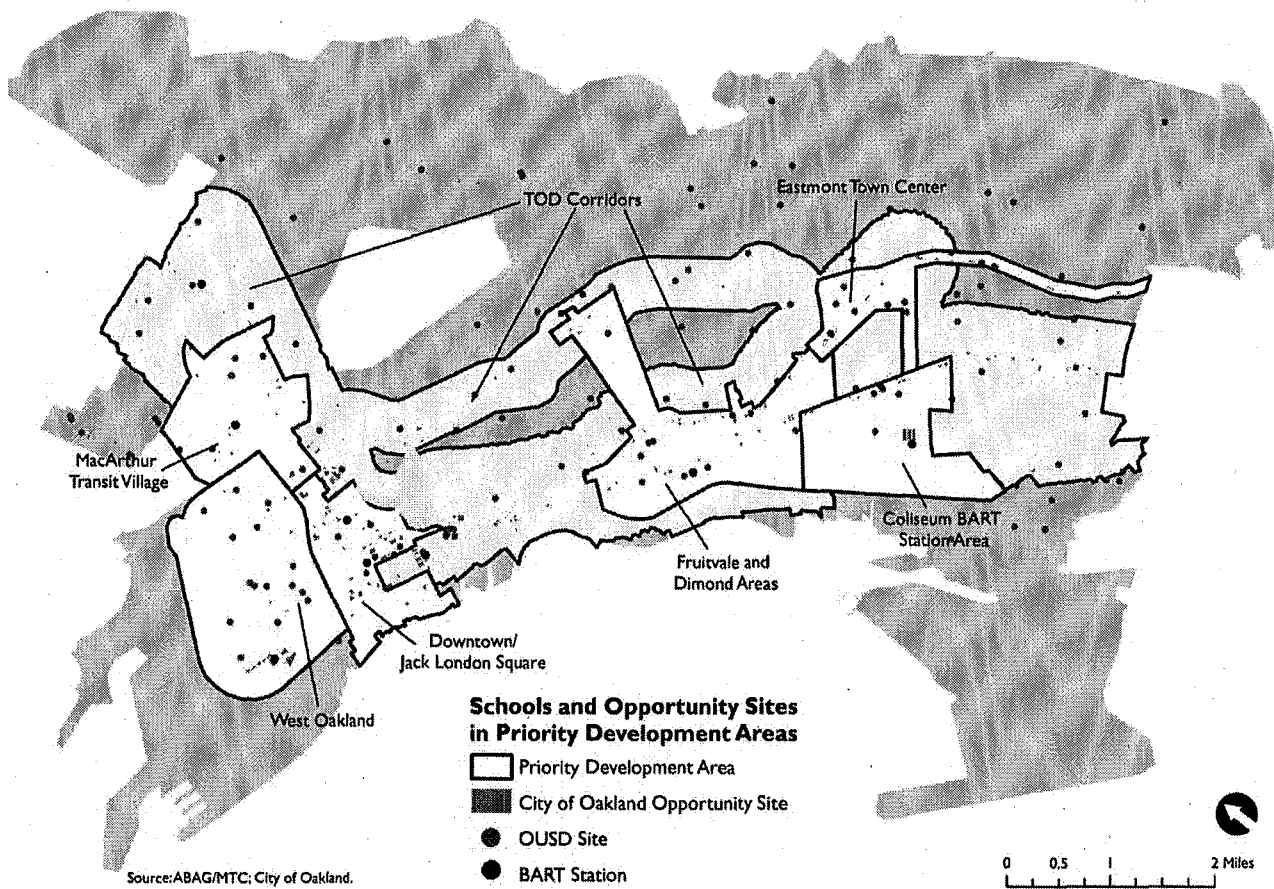 TOD Corridors
Eastmont Town Center
MacArthur
Transit Village
Coliseum BART
Station Area
Fruitvale and
Dimond Areas
Downtown/
Jack London Square
West Oakland
Schools and Opportunity Sites
in Priority Development Areas
Priority Development Area
City of Oakland Opportunity Site
OUSD Site
BART Station
Source: ABAG/MTC; City of Oakland.
0 0.5 1 2 Miles